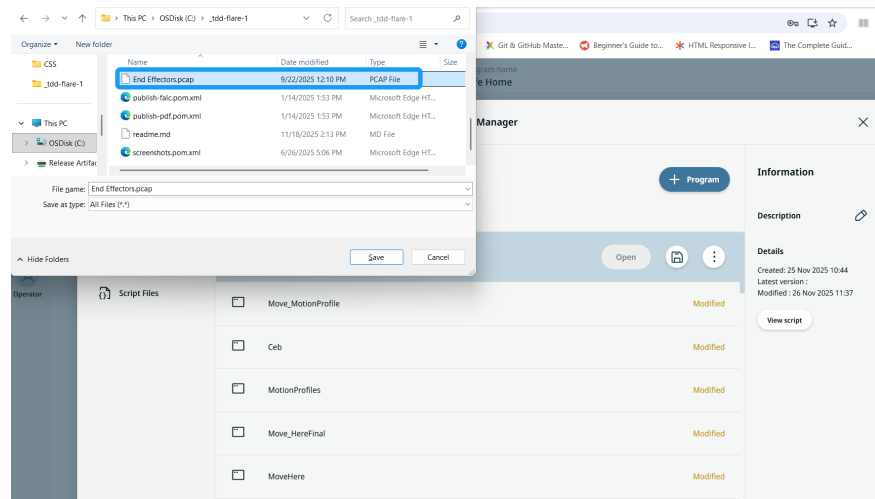 This PC > OSDisk (C:) > _tdd-flare-1
Search _tdd-flare-1
Organize
New folder
CSS
_tdd-flare-1
This PC
OSDisk (C:)
Release Artifac
Name
Date modified
Type
Size
End Effectors.pcap
9/22/2025 12:10 PM
PCAP File
publish-falc.pom.xml
1/14/2025 1:53 PM
Microsoft Edge HT...
publish-pdf.pom.xml
1/14/2025 1:53 PM
Microsoft Edge HT...
readme.md
11/18/2025 2:13 PM
MD File
screenshots.pom.xml
6/26/2025 5:06 PM
Microsoft Edge HT...
File name: End Effectors.pcap
Save as type: All Files (*.*)
Hide Folders
Save
Cancel
Git & GitHub Maste...
Beginner's Guide to...
HTML Responsive l...
The Complete Guid...
gram name
fe Home
Manager
Program
Information
Description
Details
Created: 25 Nov 2025 10:44
Latest version :
Modified : 26 Nov 2025 11:37
View script
Open
Operator
Script Files
Move_MotionProfile
Modified
Ceb
Modified
MotionProfiles
Modified
Move_HereFinal
Modified
MoveHere
Modified